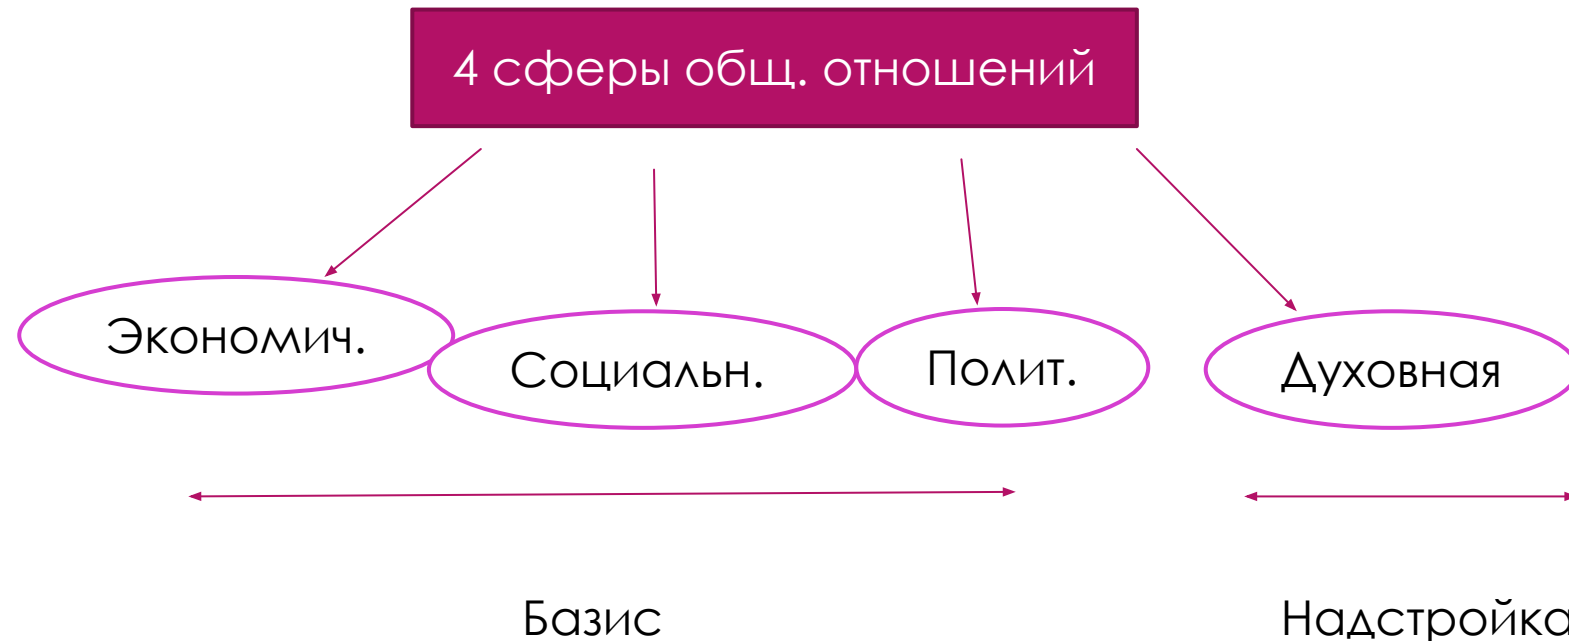 4 сферы общ. отношений
Экономич.
Социальн.
Полит.
Духовная
Базис
Надстройка